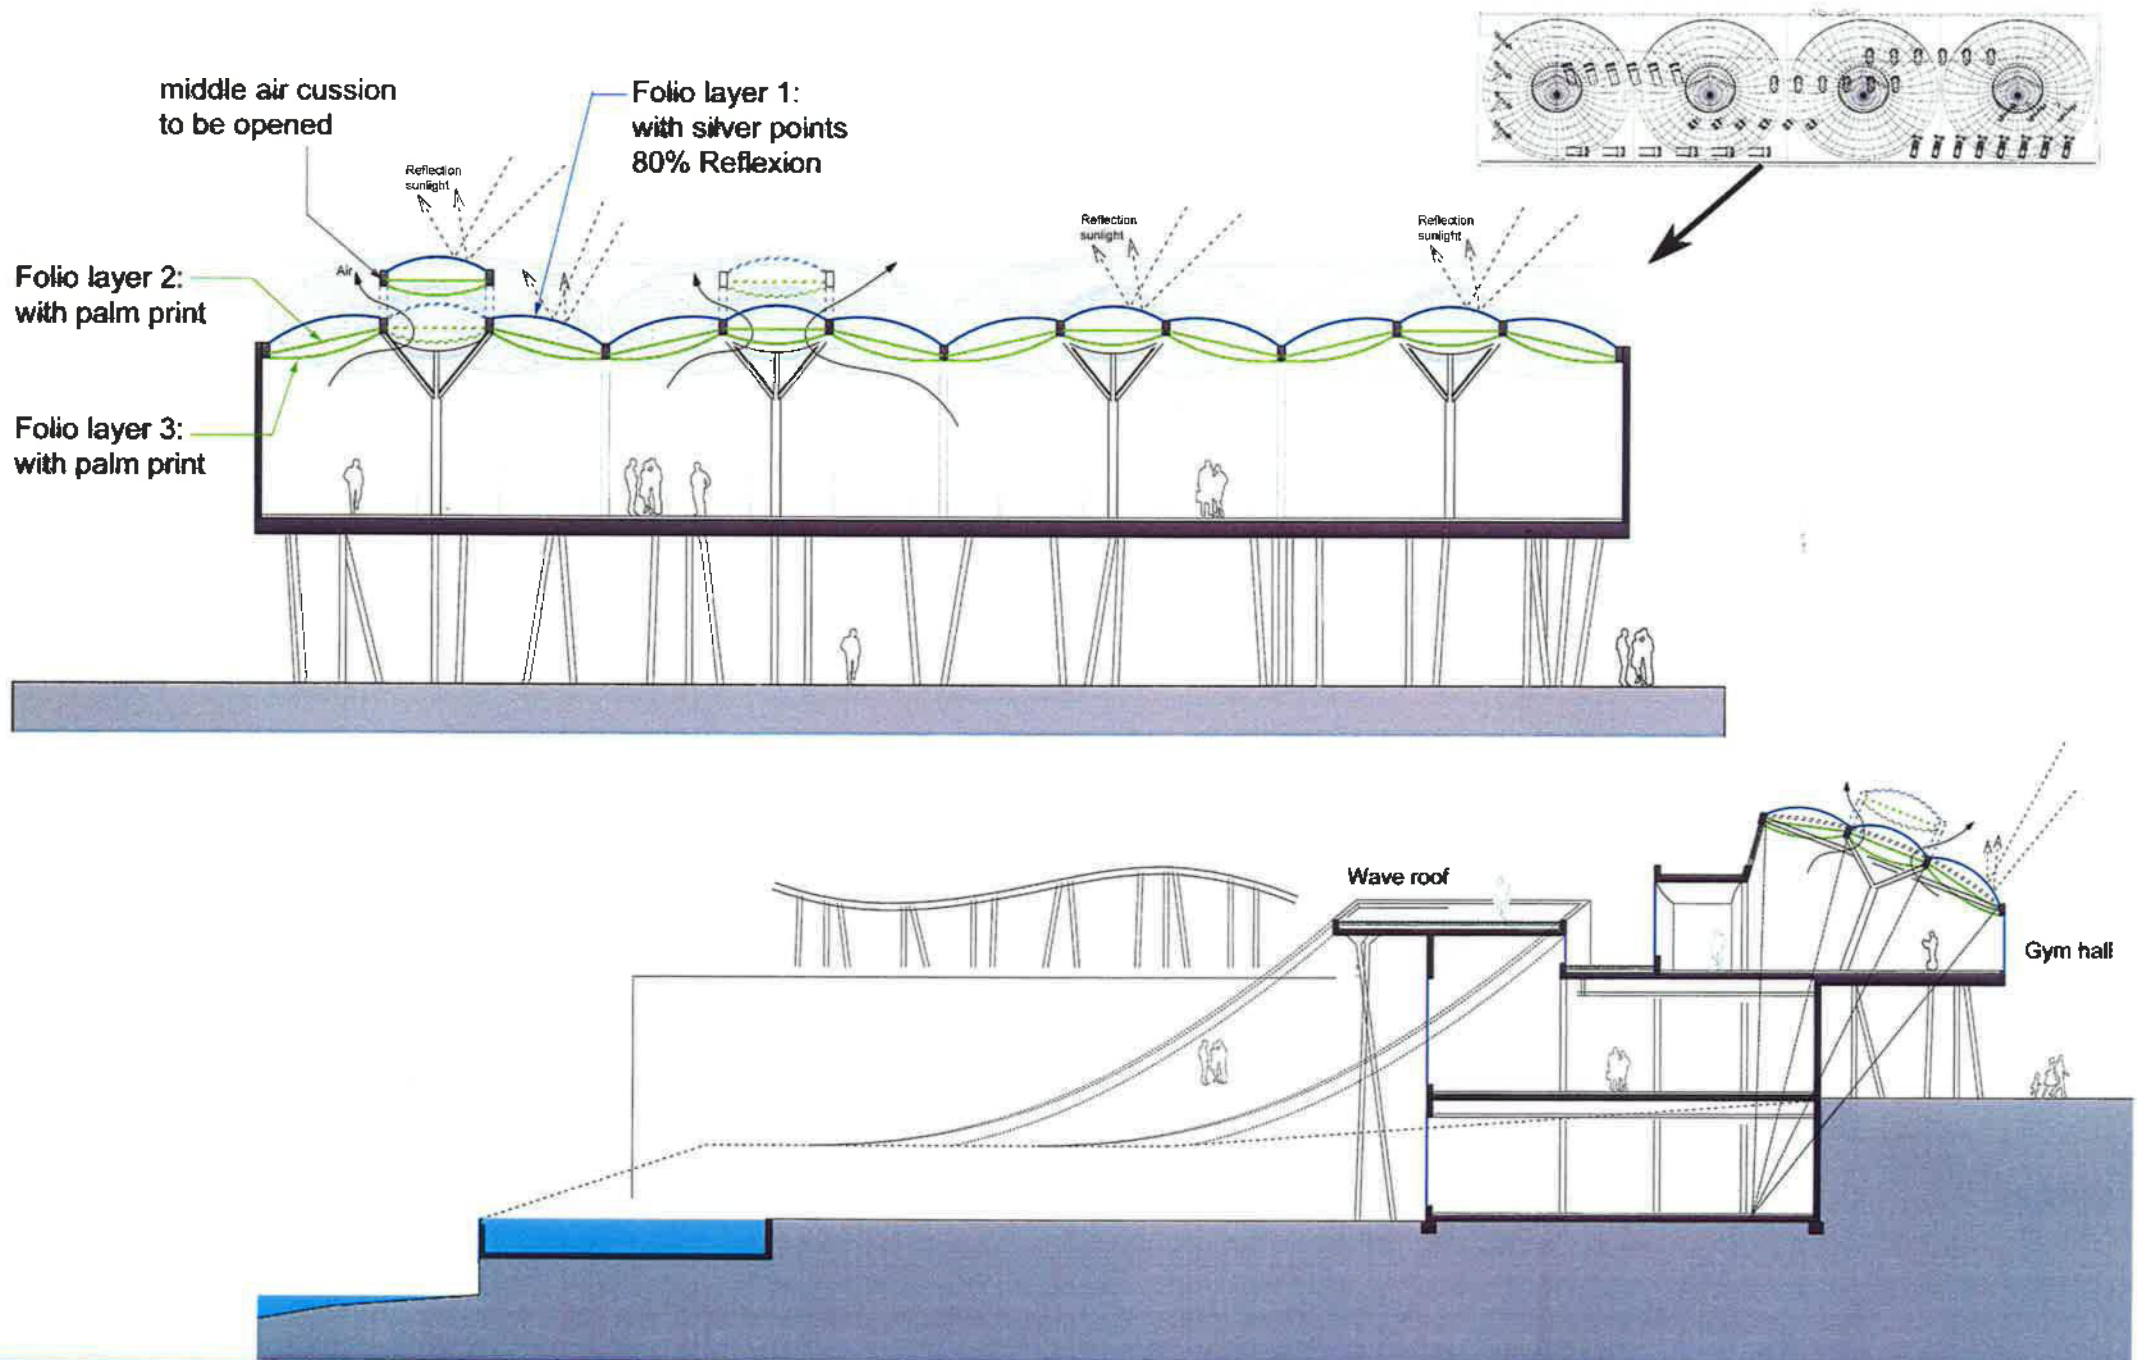 middle air cussion
to be opened
Folio layer 1:
with silver points
80% Reflexion
Reflection
sunlight
Reflection
sunlight
Reflection
sunlight
Air
Folio layer 2:
with palm print
Folio layer 3:
with palm print
Wave roof
Gym hall